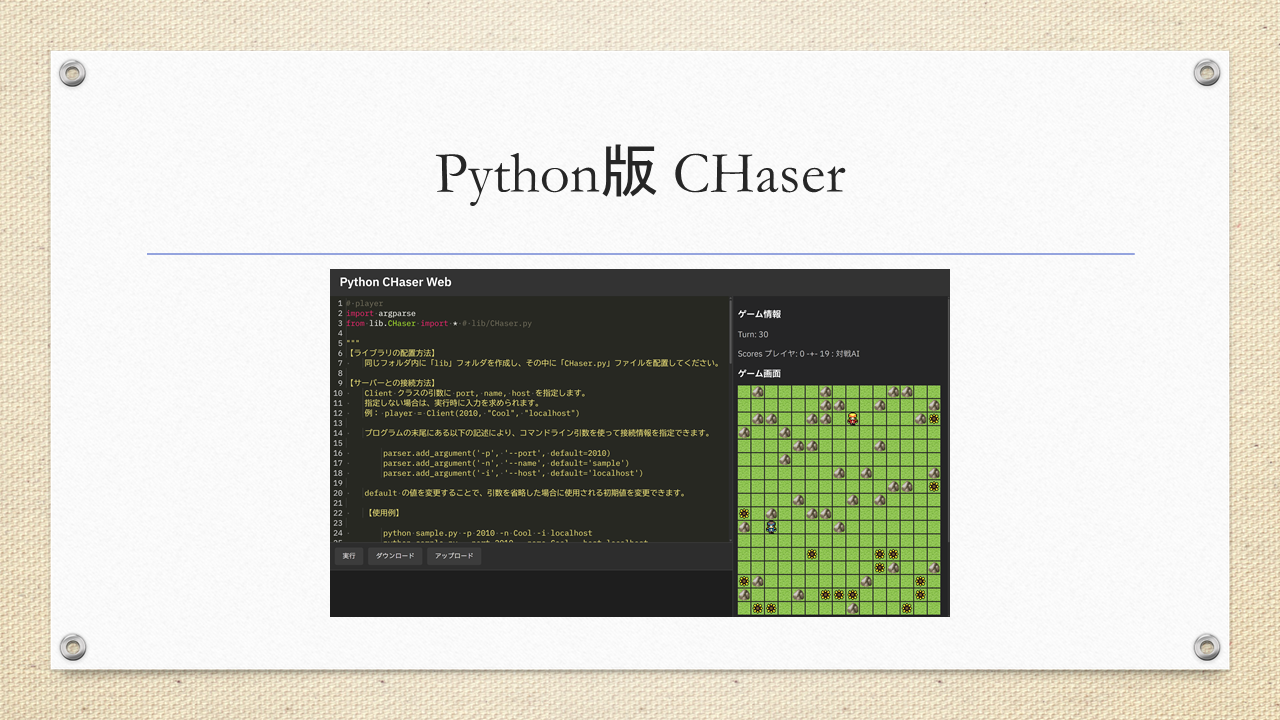 Python版 CHaser
Python CHaser Web
1 # player
2 import argparse
3 from lib.CHaser import * # lib/CHaser.py
4
5 """
6 【ライブラリの配置方法】
7 同じフォルダ内に「lib」フォルダを作成し、その中に「CHaser.py」ファイルを配置してください。
8
9 【サーバーとの接続方法】
10 Client クラスの引数に port, name, host を指定します。
11 指定しない場合は、実行時に入力を求められます。
12 例: player = Client(2010, "Cool", "localhost")
13
14 プログラムの末尾にある以下の記述により、コマンドライン引数を使って接続情報を指定できます。
15
16 parser.add_argument('-p', '--port', default=2010)
17 parser.add_argument('-n', '--name', default='sample')
18 parser.add_argument('-i', '--host', default='localhost')
19
20 default の値を変更することで、引数を省略した場合に使用される初期値を変更できます。
21
22 【使用例】
23
24 python sample.py -p 2010 -n Cool -i localhost
実行 ダウンロード アップロード
ゲーム情報
Turn: 30
Scores プレイヤ: 0 -+- 19 : 対戦AI
ゲーム画面